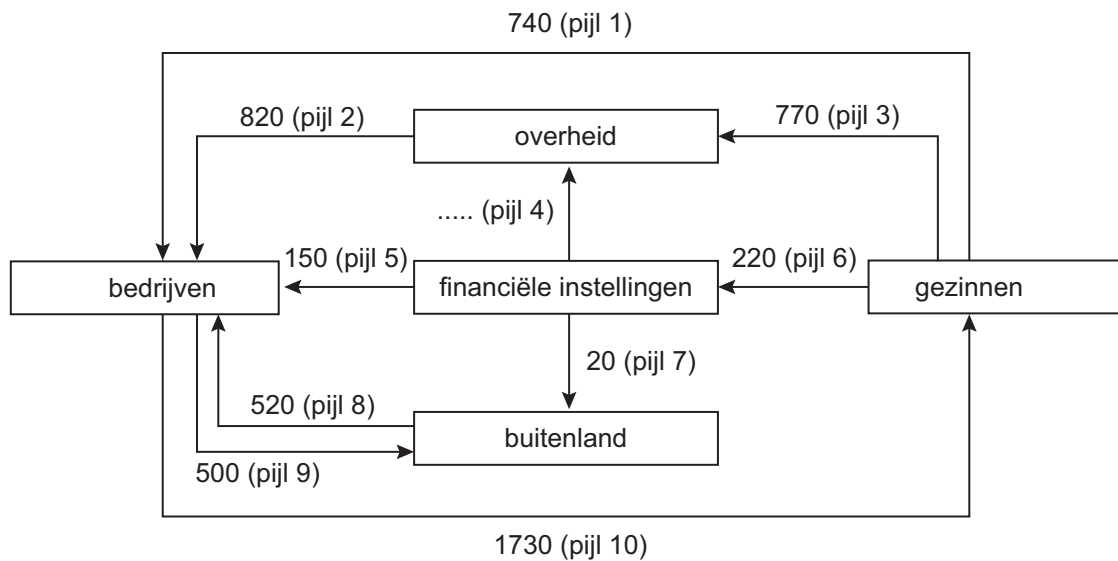 740 (pijl 1)
820 (pijl 2)
overheid
770 (pijl 3)
..... (pijl 4)
bedrijven
150 (pijl 5)
financiële instellingen
220 (pijl 6)
gezinnen
20 (pijl 7)
520 (pijl 8)
buitenland
500 (pijl 9)
1730 (pijl 10)